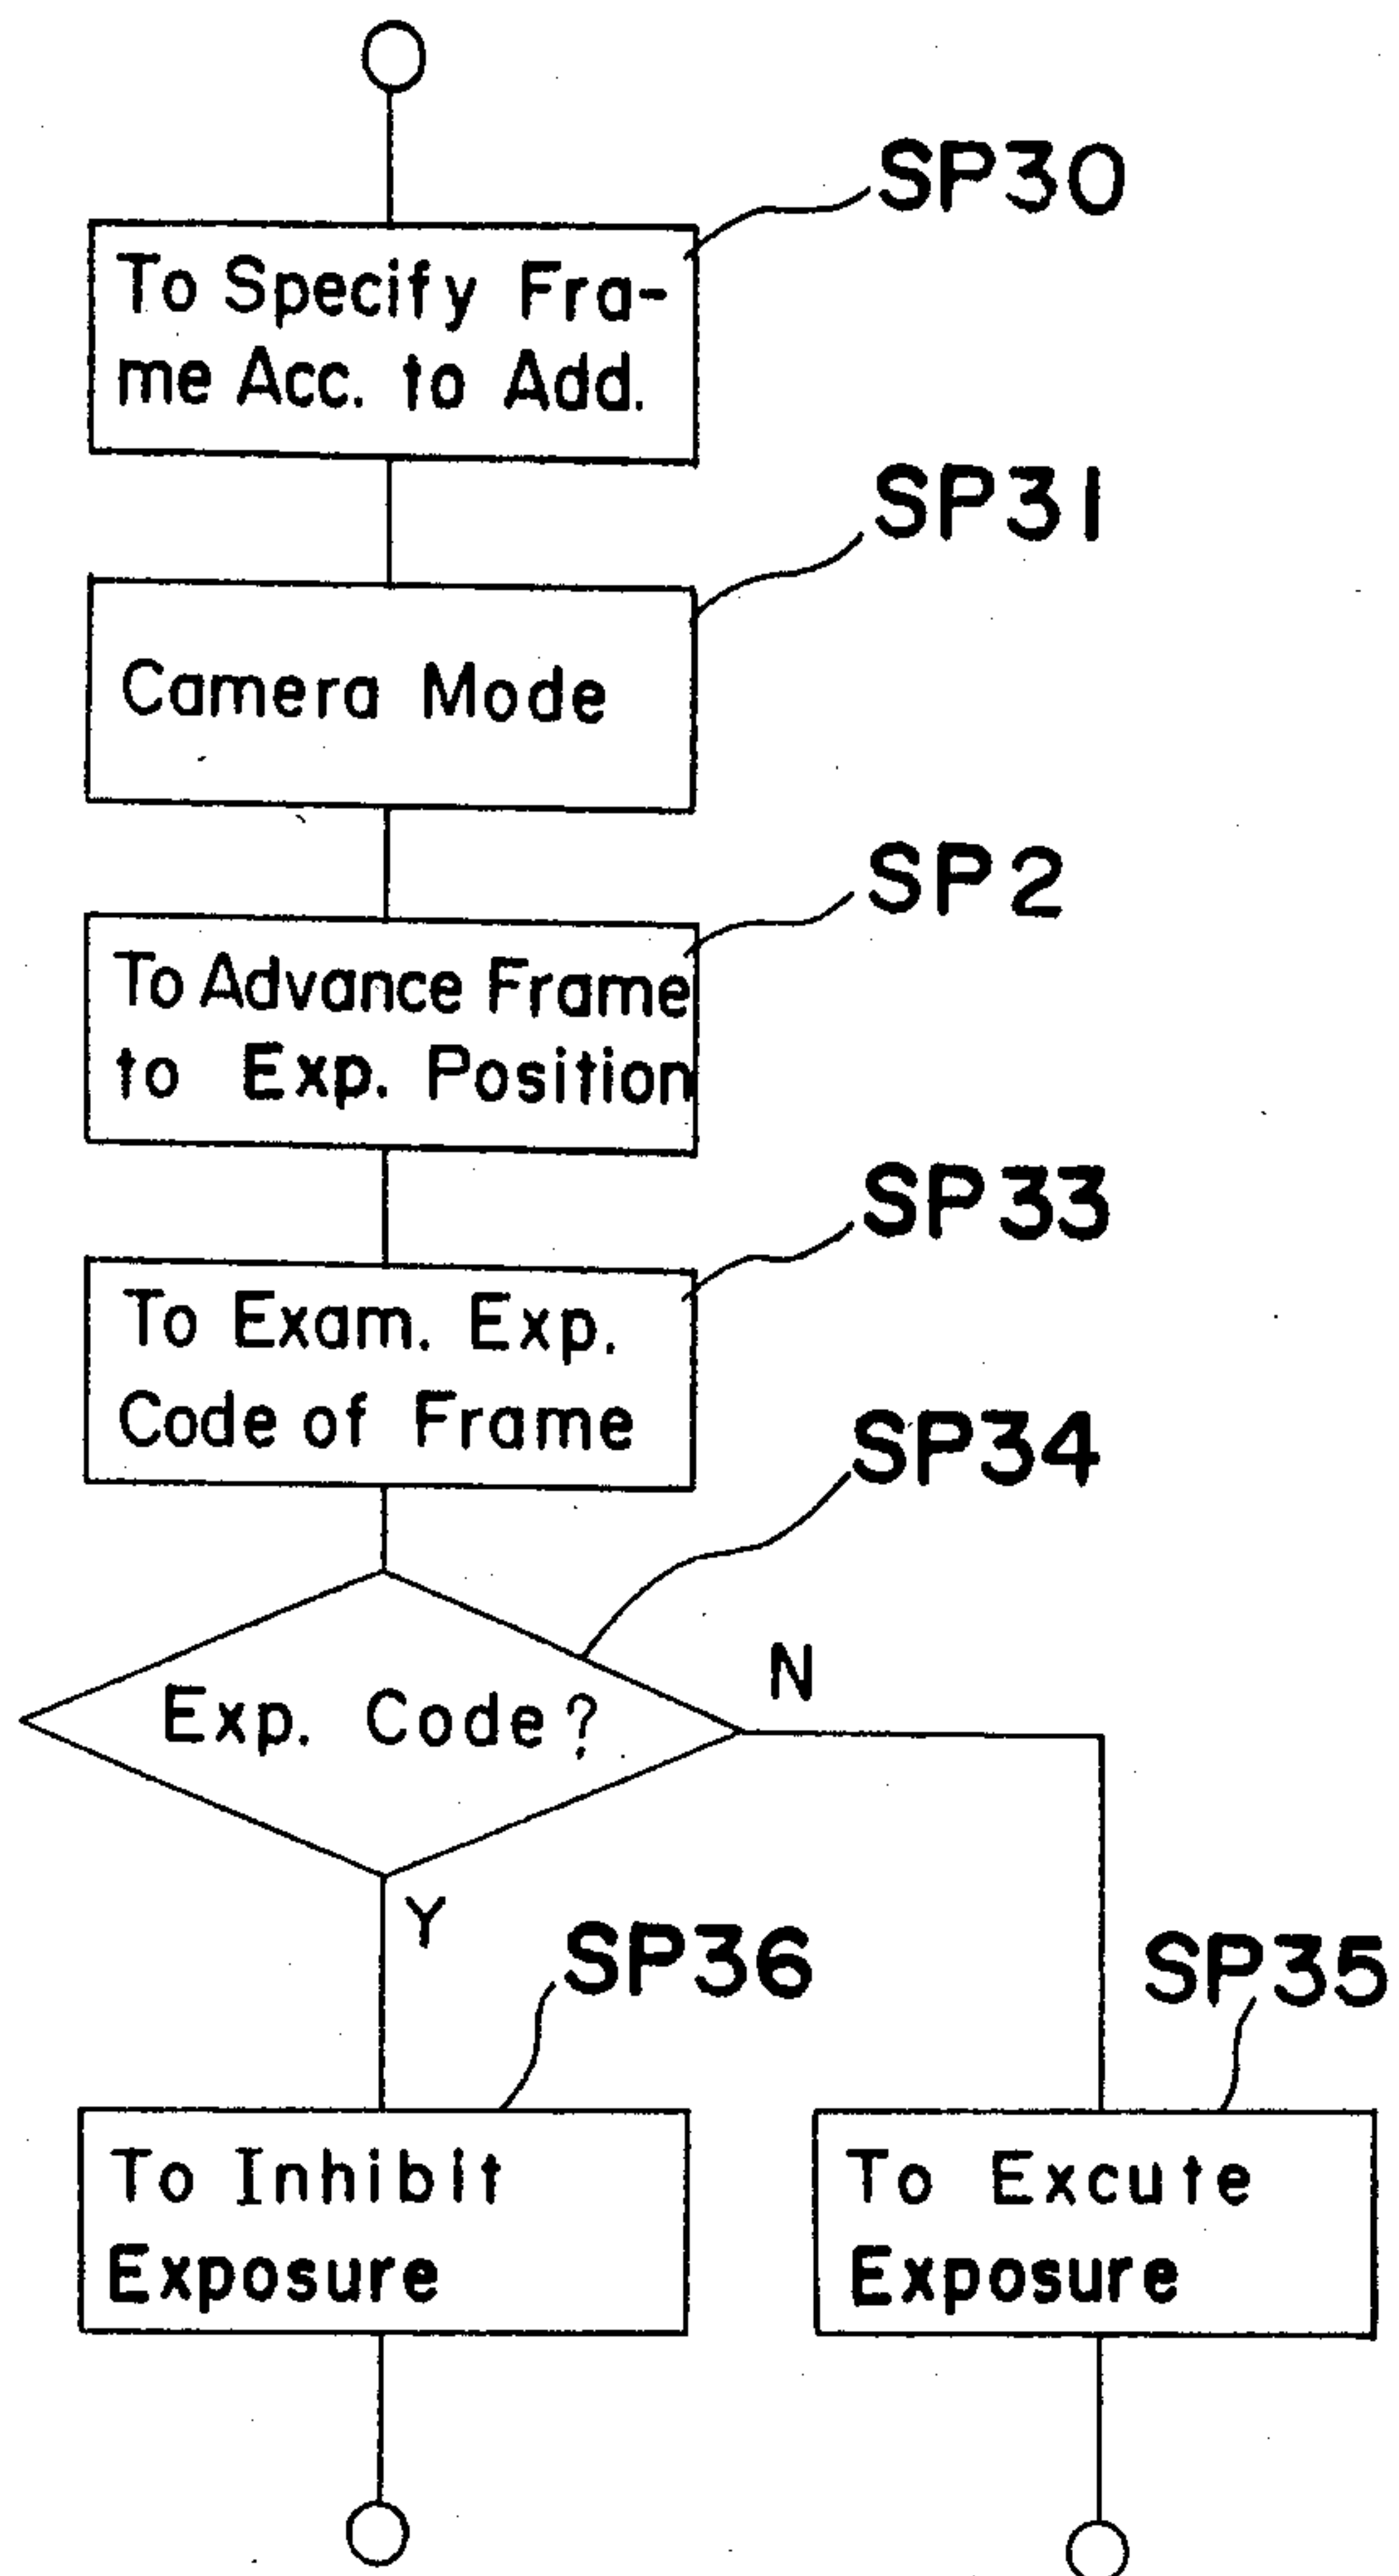 SP30
To Specify Fra-
me Acc. to Add.
SP31
Camera Mode
SP2
To Advance Frame
to Exp. Position
SP33
To Exam. Exp.
Code of Frame
SP34
Exp. Code?
N
Y
SP36
SP35
To Inhibit
Exposure
To Excute
Exposure